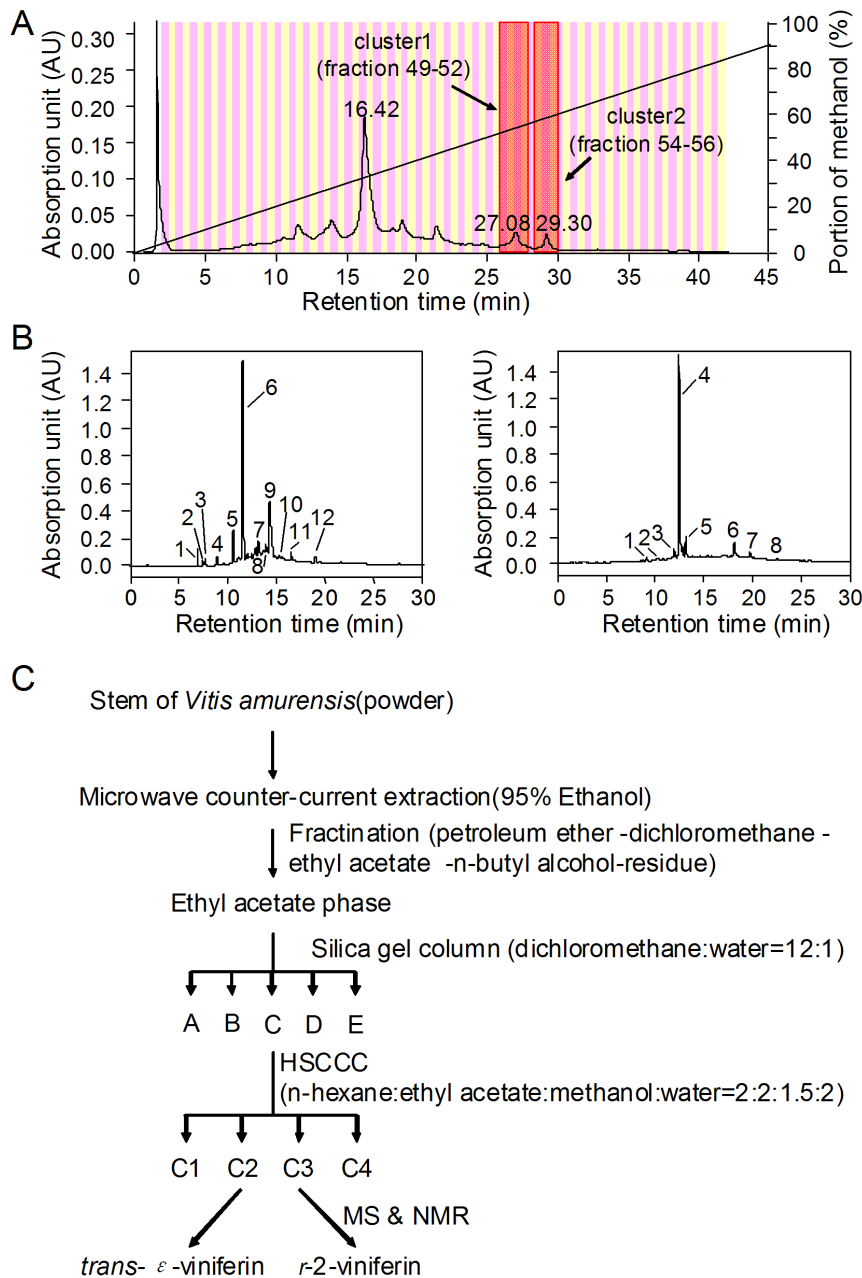 A
Absorption unit (AU)
0.30
0.25
0.20
0.15
0.10
0.05
0.00
cluster1
(fraction 49-52)
16.42
cluster2
(fraction 54-56)
27.08 29.30
100
80
60
40
20
0
Portion of methanol (%)
0 5 10 15 20 25 30 35 40 45
Retention time (min)
B
Absorption unit (AU)
1.4
1.2
1.0
0.8
0.6
0.4
0.2
0.0
1
2
3
4
5
6
7
8
9
10
11
12
0 5 10 15 20 25 30
Retention time (min)
Absorption unit (AU)
1.4
1.2
1.0
0.8
0.6
0.4
0.2
0.0
1
2
3
4
5
6
7
8
0 5 10 15 20 25 30
Retention time (min)
C
Stem of Vitis amurensis(powder)
Microwave counter-current extraction(95% Ethanol)
Fractination (petroleum ether -dichloromethane -
ethyl acetate -n-butyl alcohol-residue)
Ethyl acetate phase
Silica gel column (dichloromethane:water=12:1)
A B C D E
HSCCC
(n-hexane:ethyl acetate:methanol:water=2:2:1.5:2)
C1 C2 C3 C4
MS & NMR
trans- ε -viniferin r-2-viniferin